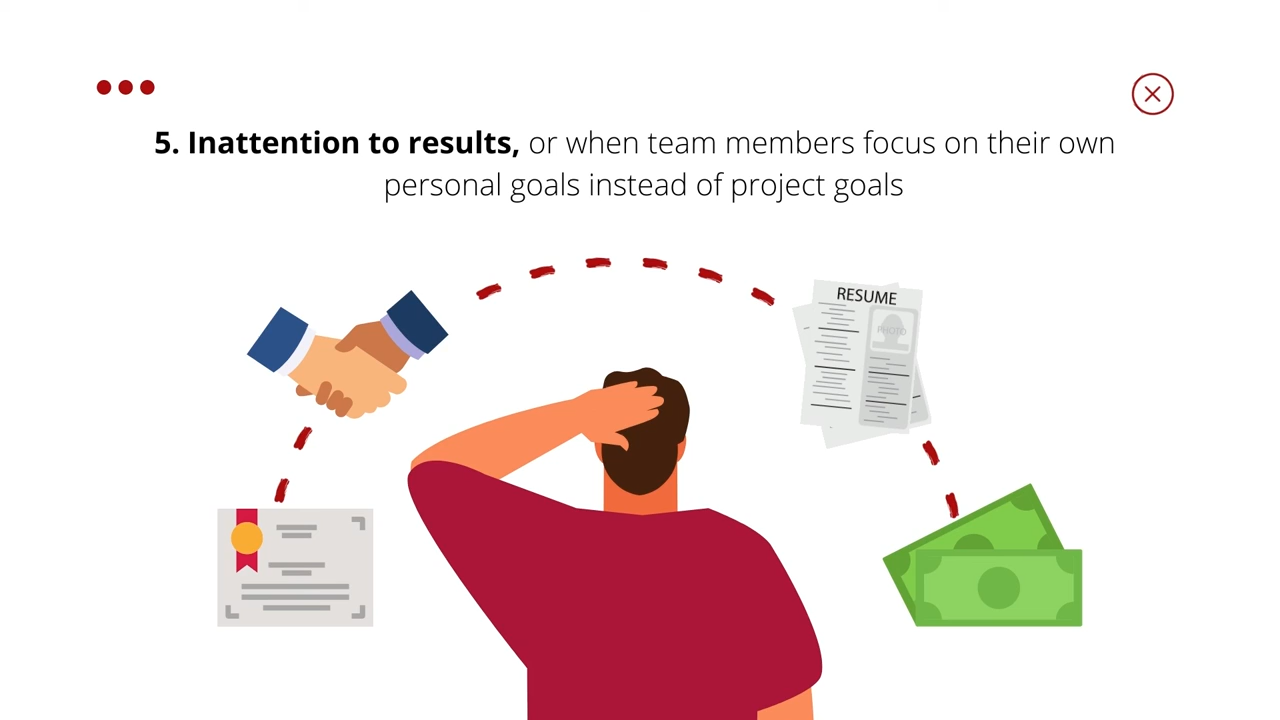 5. Inattention to results, or when team members focus on their own
personal goals instead of project goals
RESUME
PHOTO